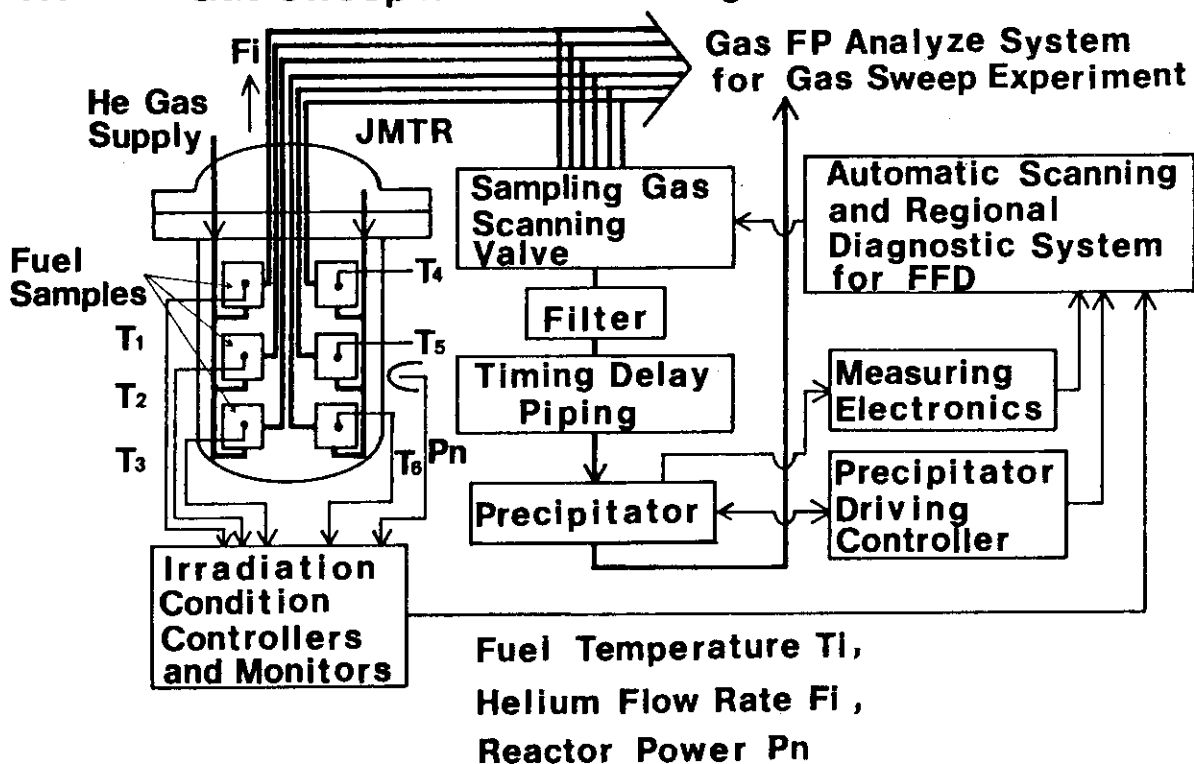 Gas FP Analyze System
for Gas Sweep Experiment
Fi
He Gas
Supply
JMTR
Sampling Gas
Scanning
Valve
Automatic Scanning
and Regional
Diagnostic System
for FFD
Fuel
Samples
T4
T1
T5
T2
T3
T6
Pn
Filter
Timing Delay
Piping
Measuring
Electronics
Precipitator
Precipitator
Driving
Controller
Irradiation
Condition
Controllers
and Monitors
Fuel Temperature Ti,
Helium Flow Rate Fi ,
Reactor Power Pn